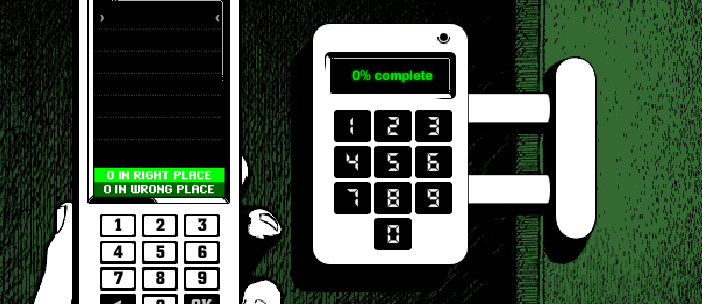 › ‹
0 IN RIGHT PLACE
0 IN WRONG PLACE
1 2 3
4 5 6
7 8 9
0% complete
1 2 3
4 5 6
7 8 9
0